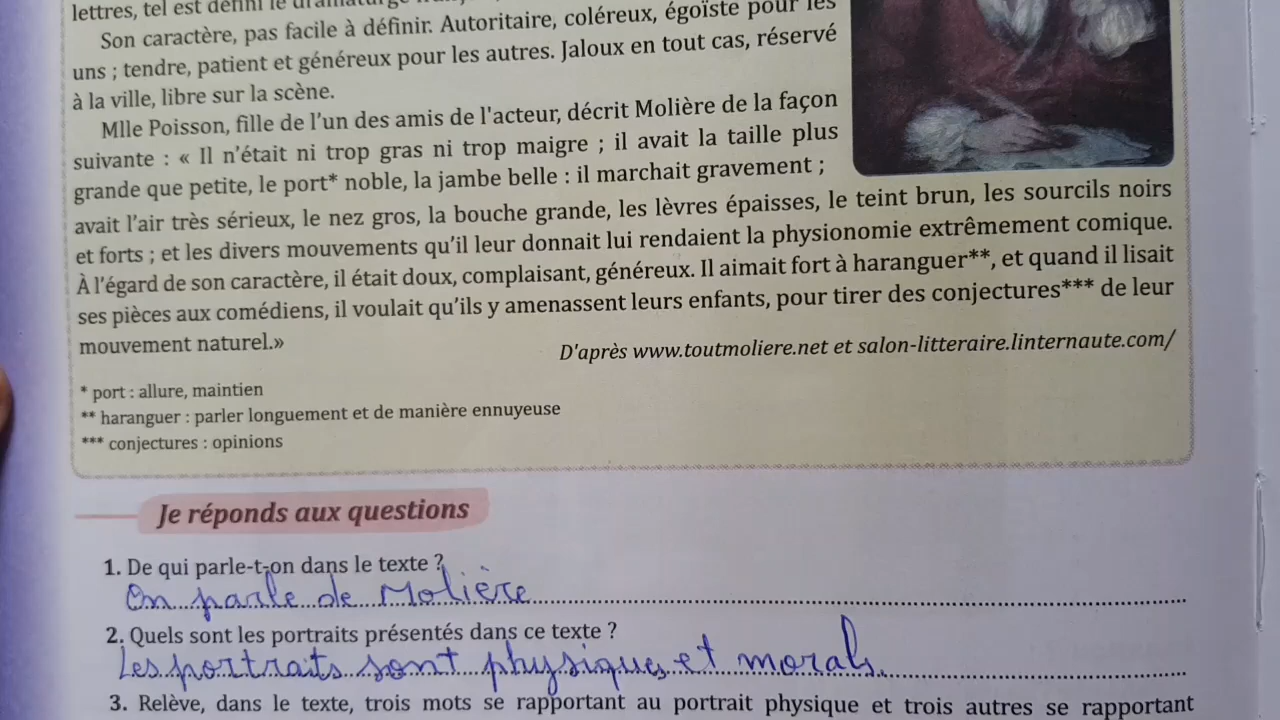 lettres, tel est défini le dramaturge
Son caractère, pas facile à définir. Autoritaire, coléreux, égoïste pour les
uns ; tendre, patient et généreux pour les autres. Jaloux en tout cas, réservé
à la ville, libre sur la scène.
Mlle Poisson, fille de l'un des amis de l'acteur, décrit Molière de la façon
suivante : « Il n'était ni trop gras ni trop maigre ; il avait la taille plus
grande que petite, le port* noble, la jambe belle : il marchait gravement ;
avait l'air très sérieux, le nez gros, la bouche grande, les lèvres épaisses, le teint brun, les sourcils noirs
et forts ; et les divers mouvements qu'il leur donnait lui rendaient la physionomie extrêmement comique.
À l'égard de son caractère, il était doux, complaisant, généreux. Il aimait fort à haranguer**, et quand il lisait
ses pièces aux comédiens, il voulait qu'ils y amenassent leurs enfants, pour tirer des conjectures*** de leur
mouvement naturel.»
D'après www.toutmoliere.net et salon-litteraire.linternaute.com/
* port : allure, maintien
** haranguer : parler longuement et de manière ennuyeuse
*** conjectures : opinions
Je réponds aux questions
1. De qui parle-t-on dans le texte ?
On parle de Molière
2. Quels sont les portraits présentés dans ce texte ?
Les portraits sont physiques et morals.
3. Relève, dans le texte, trois mots se rapportant au portrait physique et trois autres se rapportant